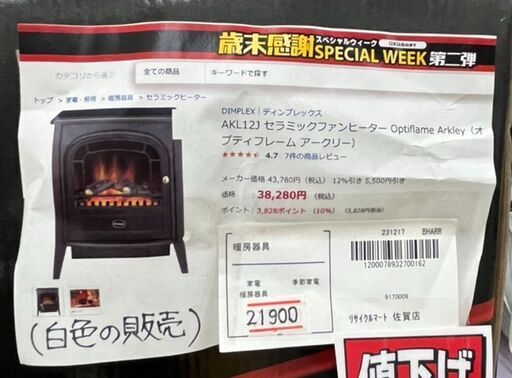 歳末感謝 スペシャルウィーク SPECIAL WEEK 第二弾
カテゴリから選ぶ 全ての商品 キーワードで探す
トップ > 家電・照明 > 暖房器具 > セラミックヒーター
DIMPLEX | ディンプレックス
AKL12J セラミックファンヒーター Optiflame Arkley（オ
プティフレーム アークリー）
★★★★★ 4.7 7件の商品レビュー
メーカー価格 43,780円（税込） 12%引き 5,500円引き
価格 : 38,280円（税込）
ポイント : 3,828ポイント（10%）（3,828円相当）
(白色の販売)
暖房器具
家電 季節家電
暖房器具
21900
231217 BHARR
1200078932700162
9170009
リサイクルマート 佐賀店
値下げ